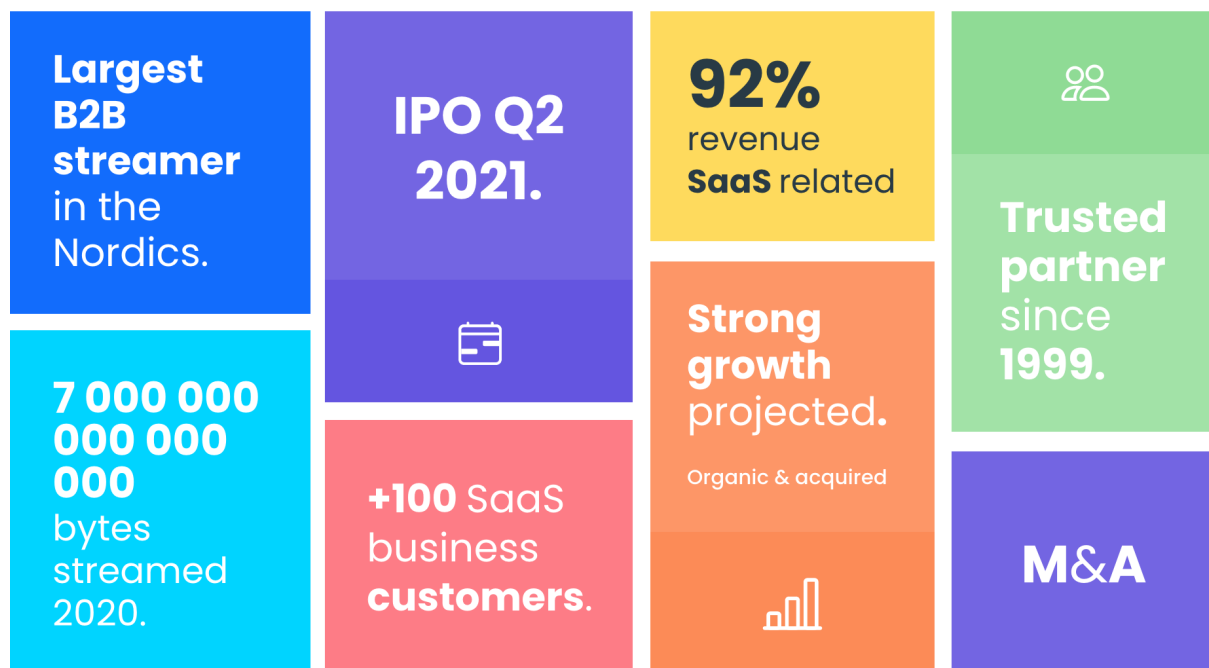 Largest
B2B
streamer
in the
Nordics.
7 000 000
000 000
000
bytes
streamed
2020.
IPO Q2
2021.
+100 SaaS
business
customers.
92%
revenue
SaaS related
Strong
growth
projected.
Organic & acquired
Trusted
partner
since
1999.
M&A